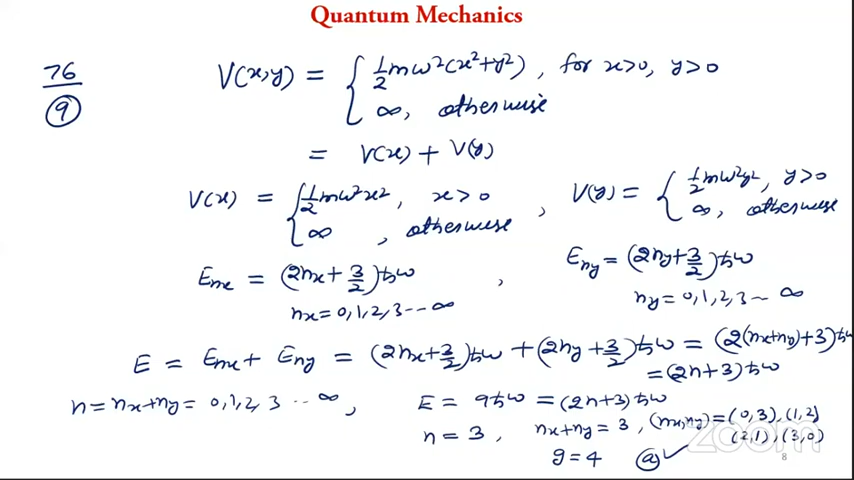 Quantum Mechanics
76
9
V(x,y) = { 1/2 mω²(x²+y²), for x>0, y>0
∞, otherwise
= V(x) + V(y)
V(x) = { 1/2 mω²x², x>0
∞, otherwise
, V(y) = { 1/2 mω²y², y>0
∞, otherwise
E_nx = (2nx + 3/2)ħω , E_ny = (2ny + 3/2)ħω
nx = 0,1,2,3 ... ∞ ny = 0,1,2,3 ~ ∞
E = E_nx + E_ny = (2nx + 3/2)ħω + (2ny + 3/2)ħω = (2(nx+ny)+3)ħω
= (2n+3)ħω
n = nx+ny = 0,1,2,3 ... ∞ , E = 9ħω = (2n+3)ħω
n = 3, nx+ny = 3, (nx,ny) = (0,3), (1,2)
(2,1), (3,0)
g = 4 (a) ✓
zoom
8